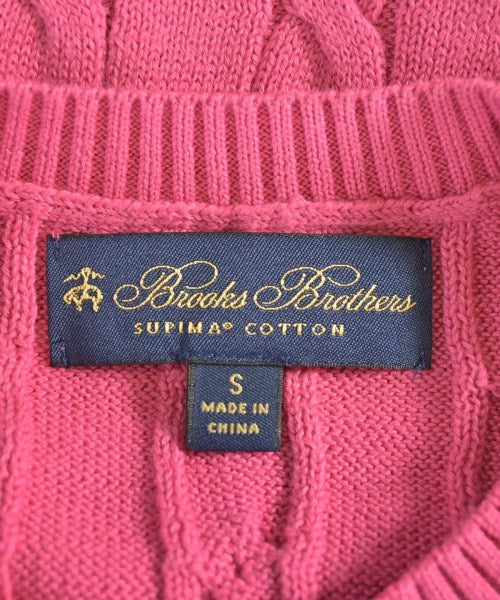 Brooks Brothers
SUPIMA® COTTON
S
MADE IN
CHINA